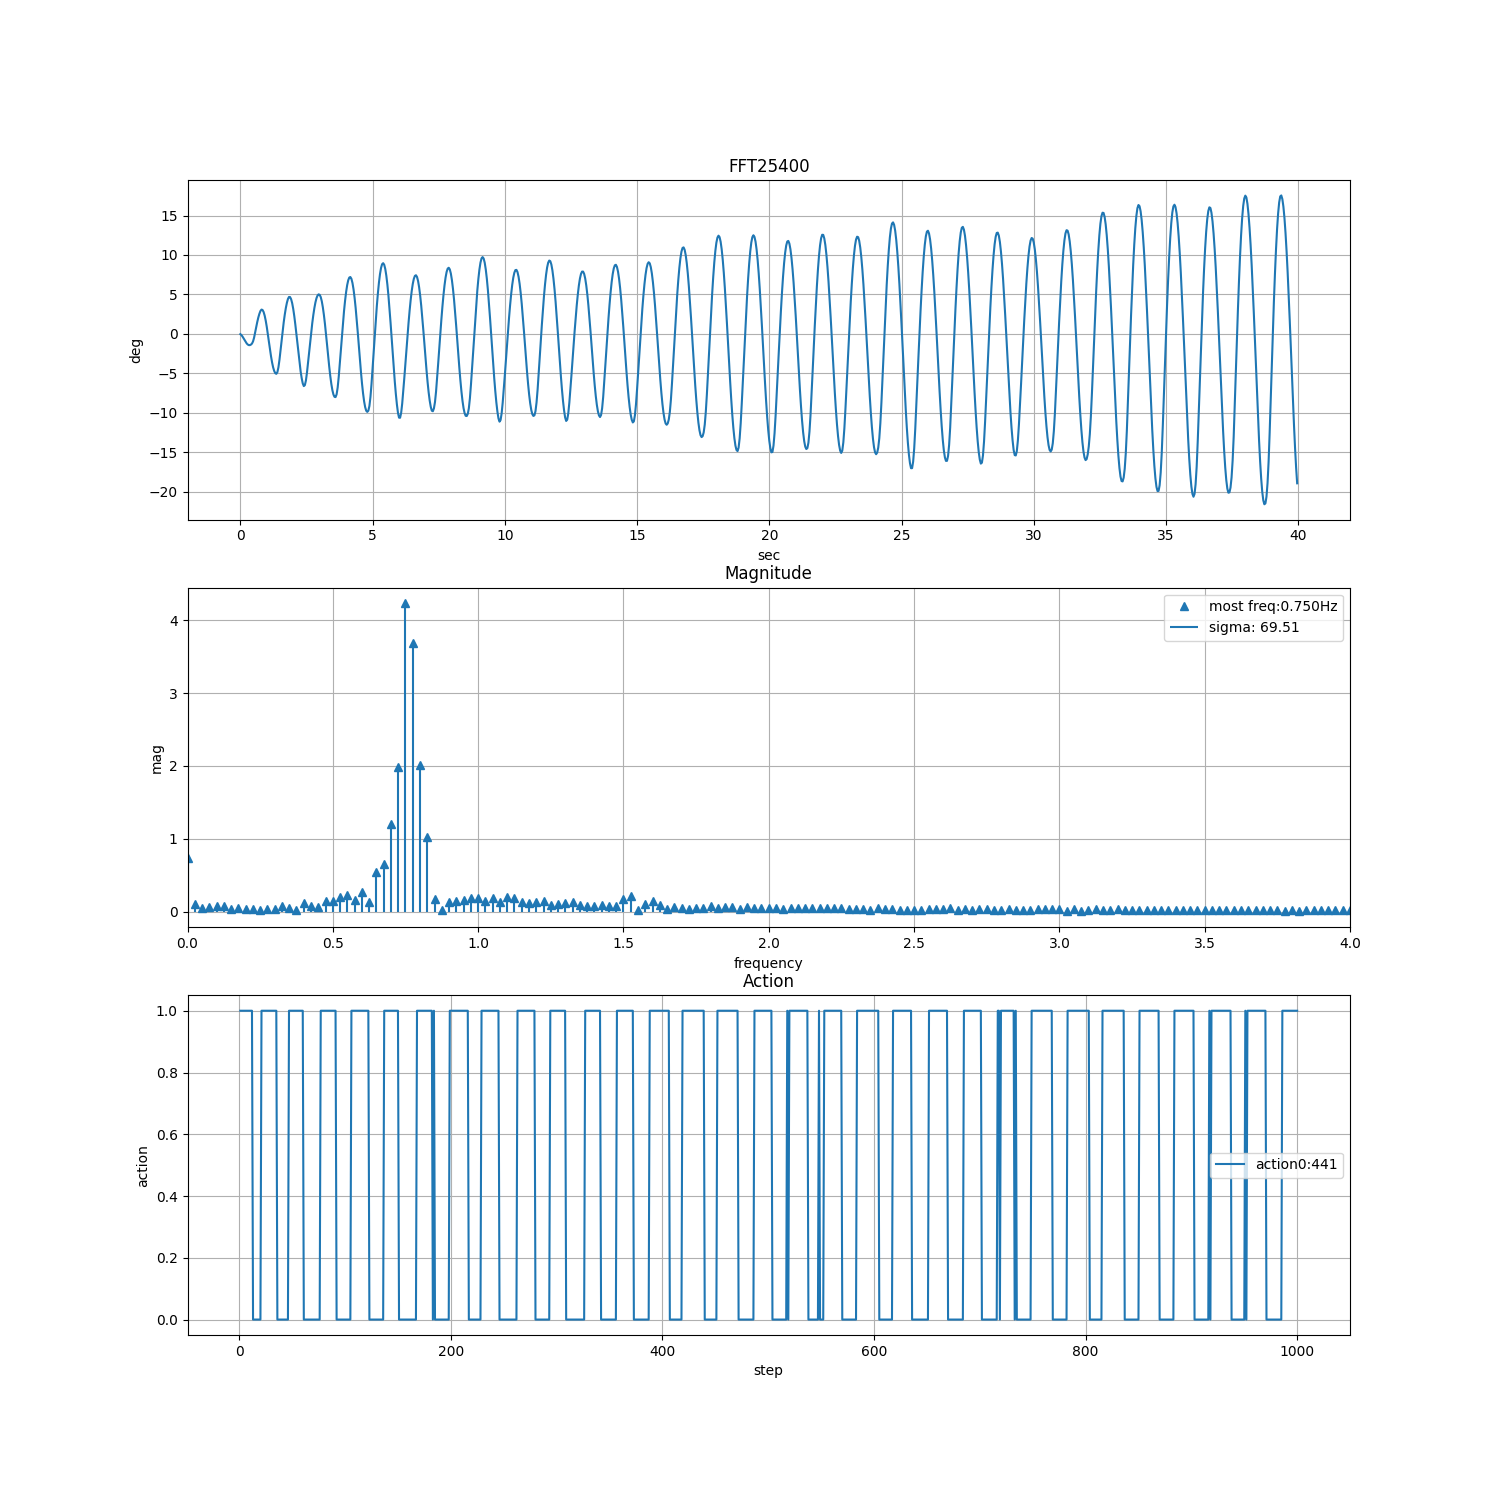 FFT25400
15
10
5
0
−5
−10
−15
−20
deg
0 5 10 15 20 25 30 35 40
sec
Magnitude
most freq:0.750Hz
sigma: 69.51
4
3
2
1
0
mag
0.0 0.5 1.0 1.5 2.0 2.5 3.0 3.5 4.0
frequency
Action
1.0
0.8
0.6
0.4
0.2
0.0
action
action0:441
0 200 400 600 800 1000
step